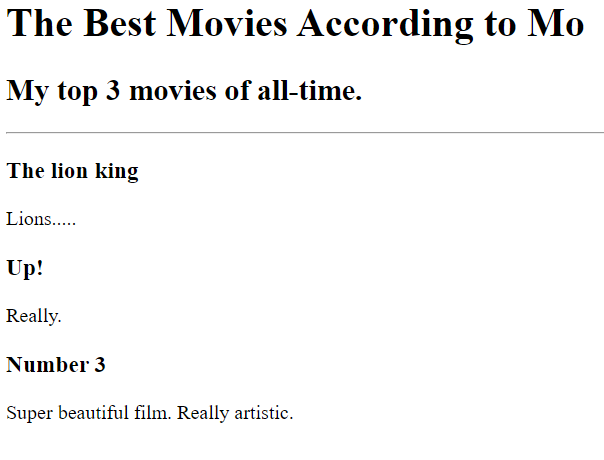 The Best Movies According to Mo
My top 3 movies of all-time.
The lion king
Lions.....
Up!
Really.
Number 3
Super beautiful film. Really artistic.